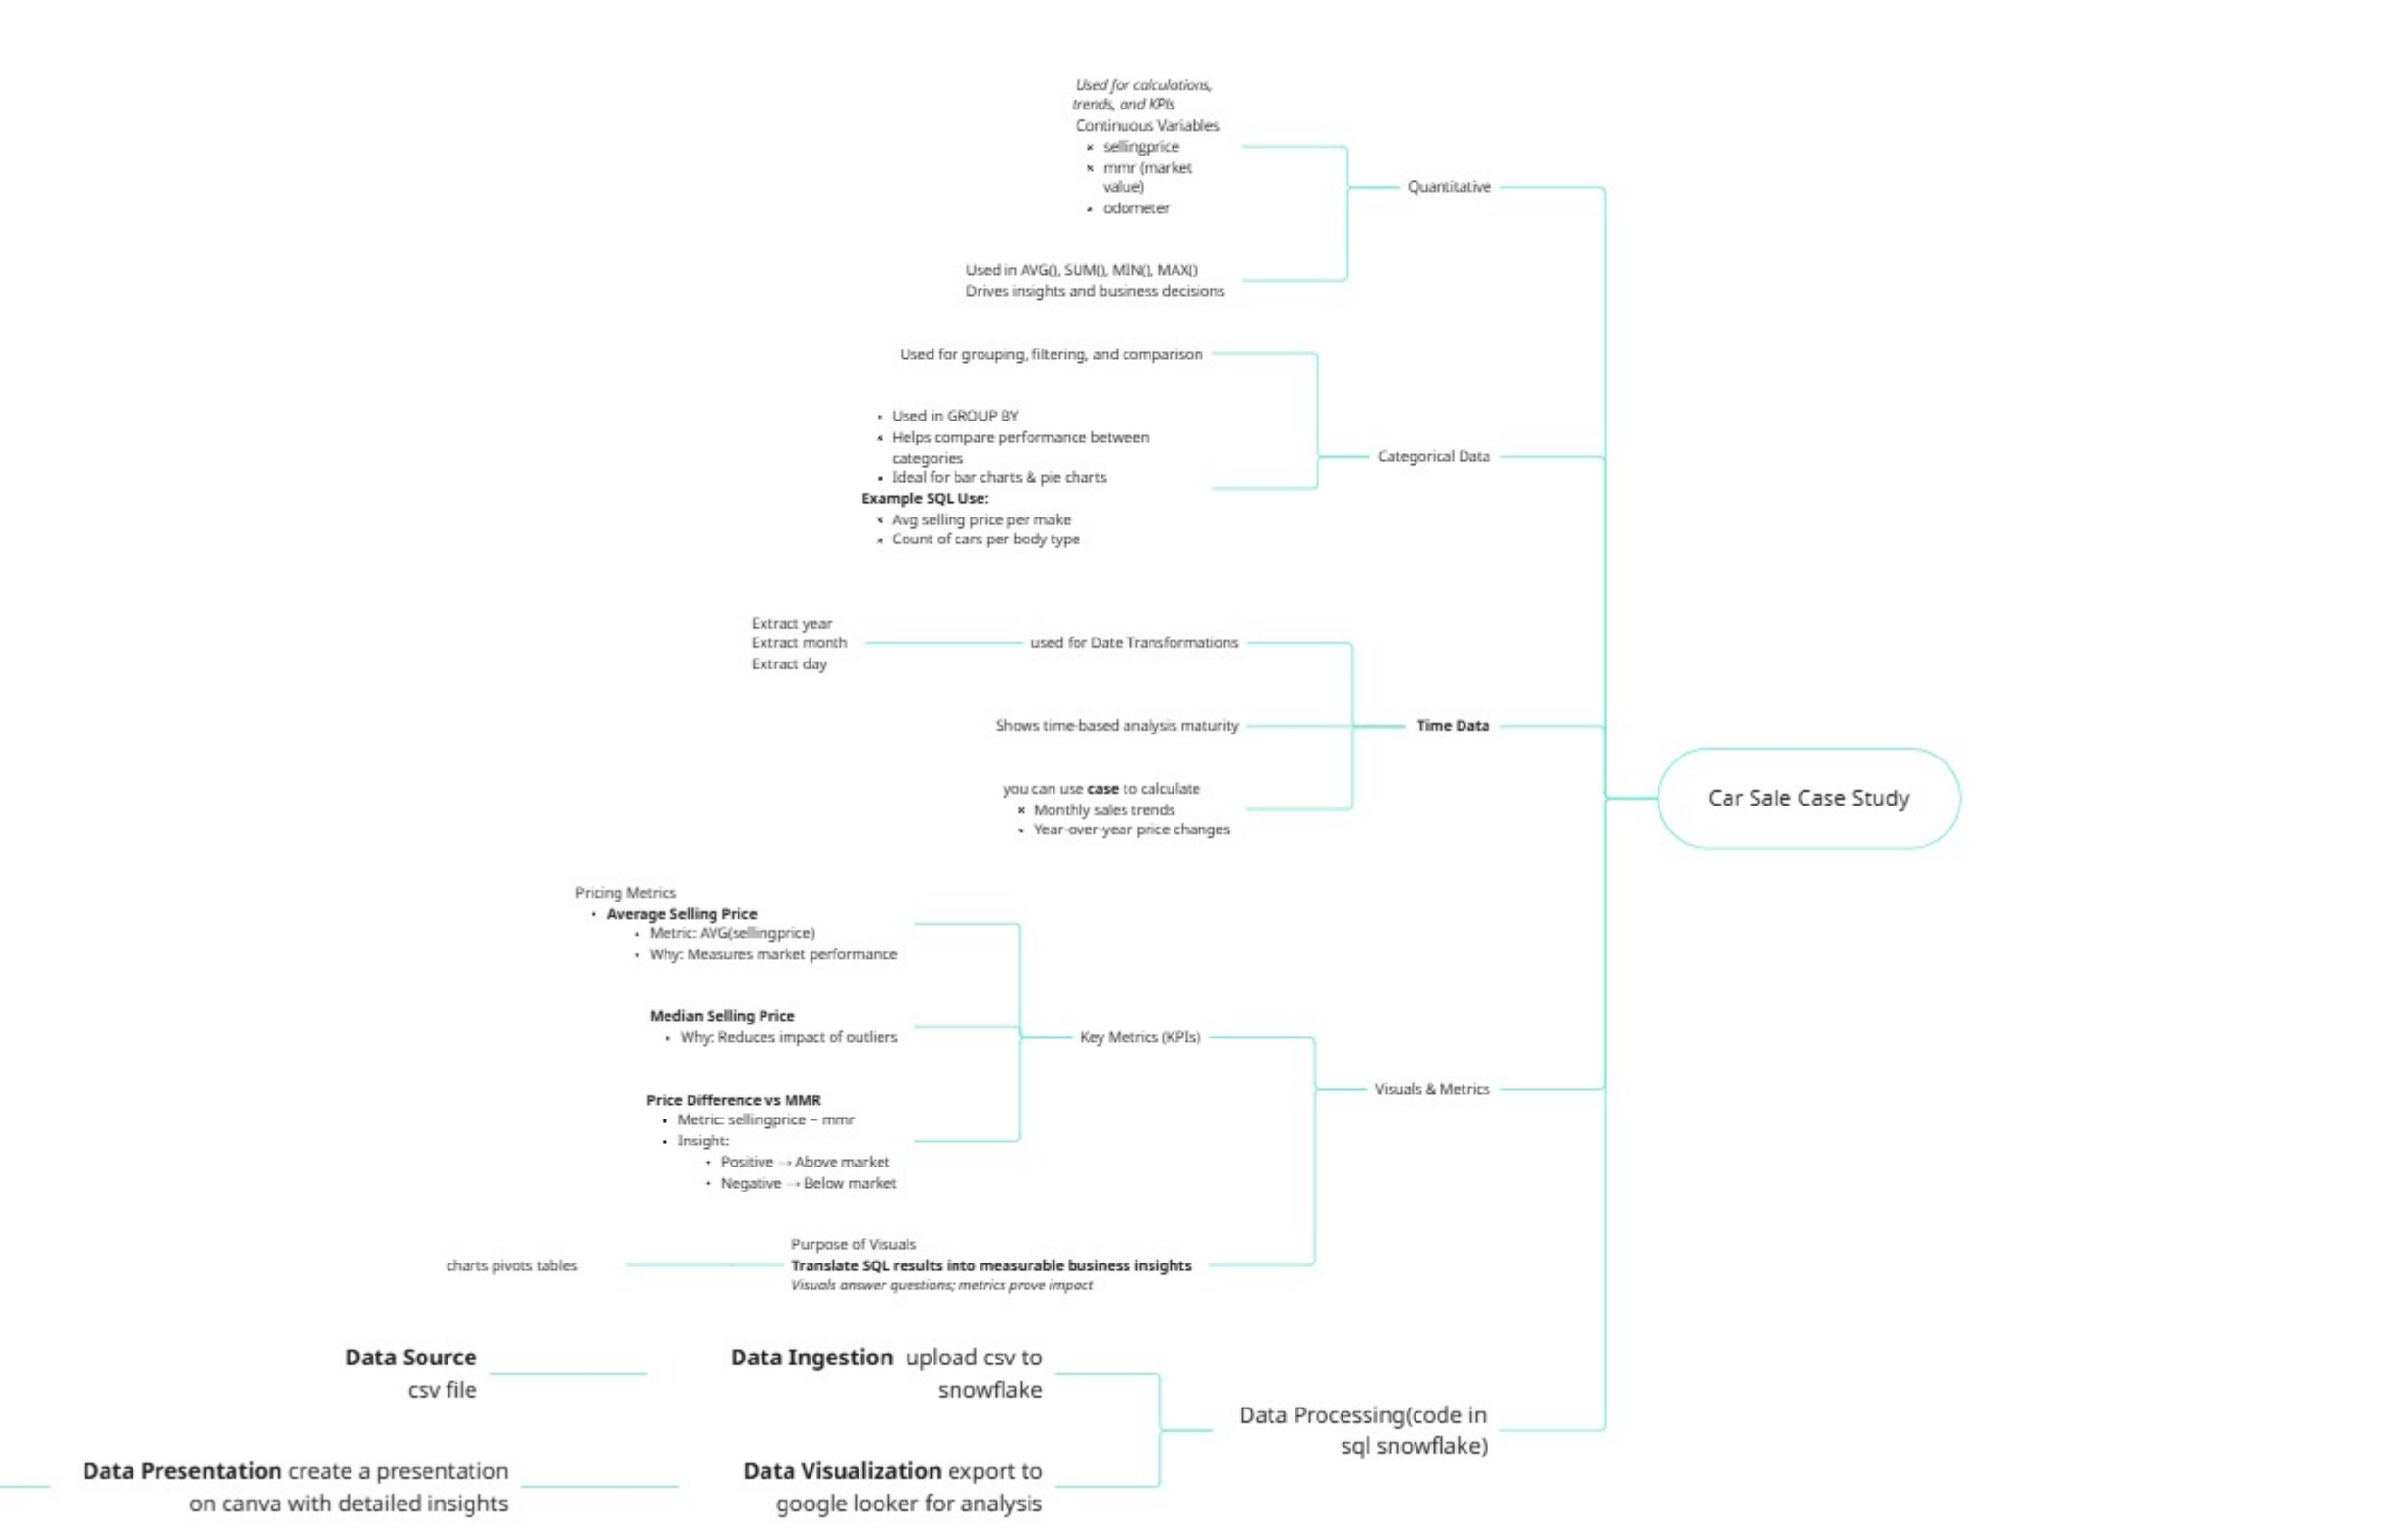 Used for calculations,
trends, and KPIs
Continuous Variables
sellingprice
mmr (market
value)
odometer
Quantitative
Used in AVG(), SUM(), MIN(), MAX()
Drives insights and business decisions
Used for grouping, filtering, and comparison
Used in GROUP BY
Helps compare performance between
categories
Ideal for bar charts & pie charts
Example SQL Use:
Avg selling price per make
Count of cars per body type
Categorical Data
Extract year
Extract month
Extract day
used for Date Transformations
Shows time-based analysis maturity
Time Data
you can use case to calculate
Monthly sales trends
Year-over-year price changes
Car Sale Case Study
Pricing Metrics
Average Selling Price
Metric: AVG(sellingprice)
Why: Measures market performance
Median Selling Price
Why: Reduces impact of outliers
Key Metrics (KPIs)
Price Difference vs MMR
Metric: sellingprice − mmr
Insight:
Positive → Above market
Negative → Below market
Visuals & Metrics
Purpose of Visuals
Translate SQL results into measurable business insights
Visuals answer questions; metrics prove impact
charts pivots tables
Data Source
csv file
Data Ingestion upload csv to
snowflake
Data Processing(code in
sql snowflake)
Data Presentation create a presentation
on canva with detailed insights
Data Visualization export to
google looker for analysis